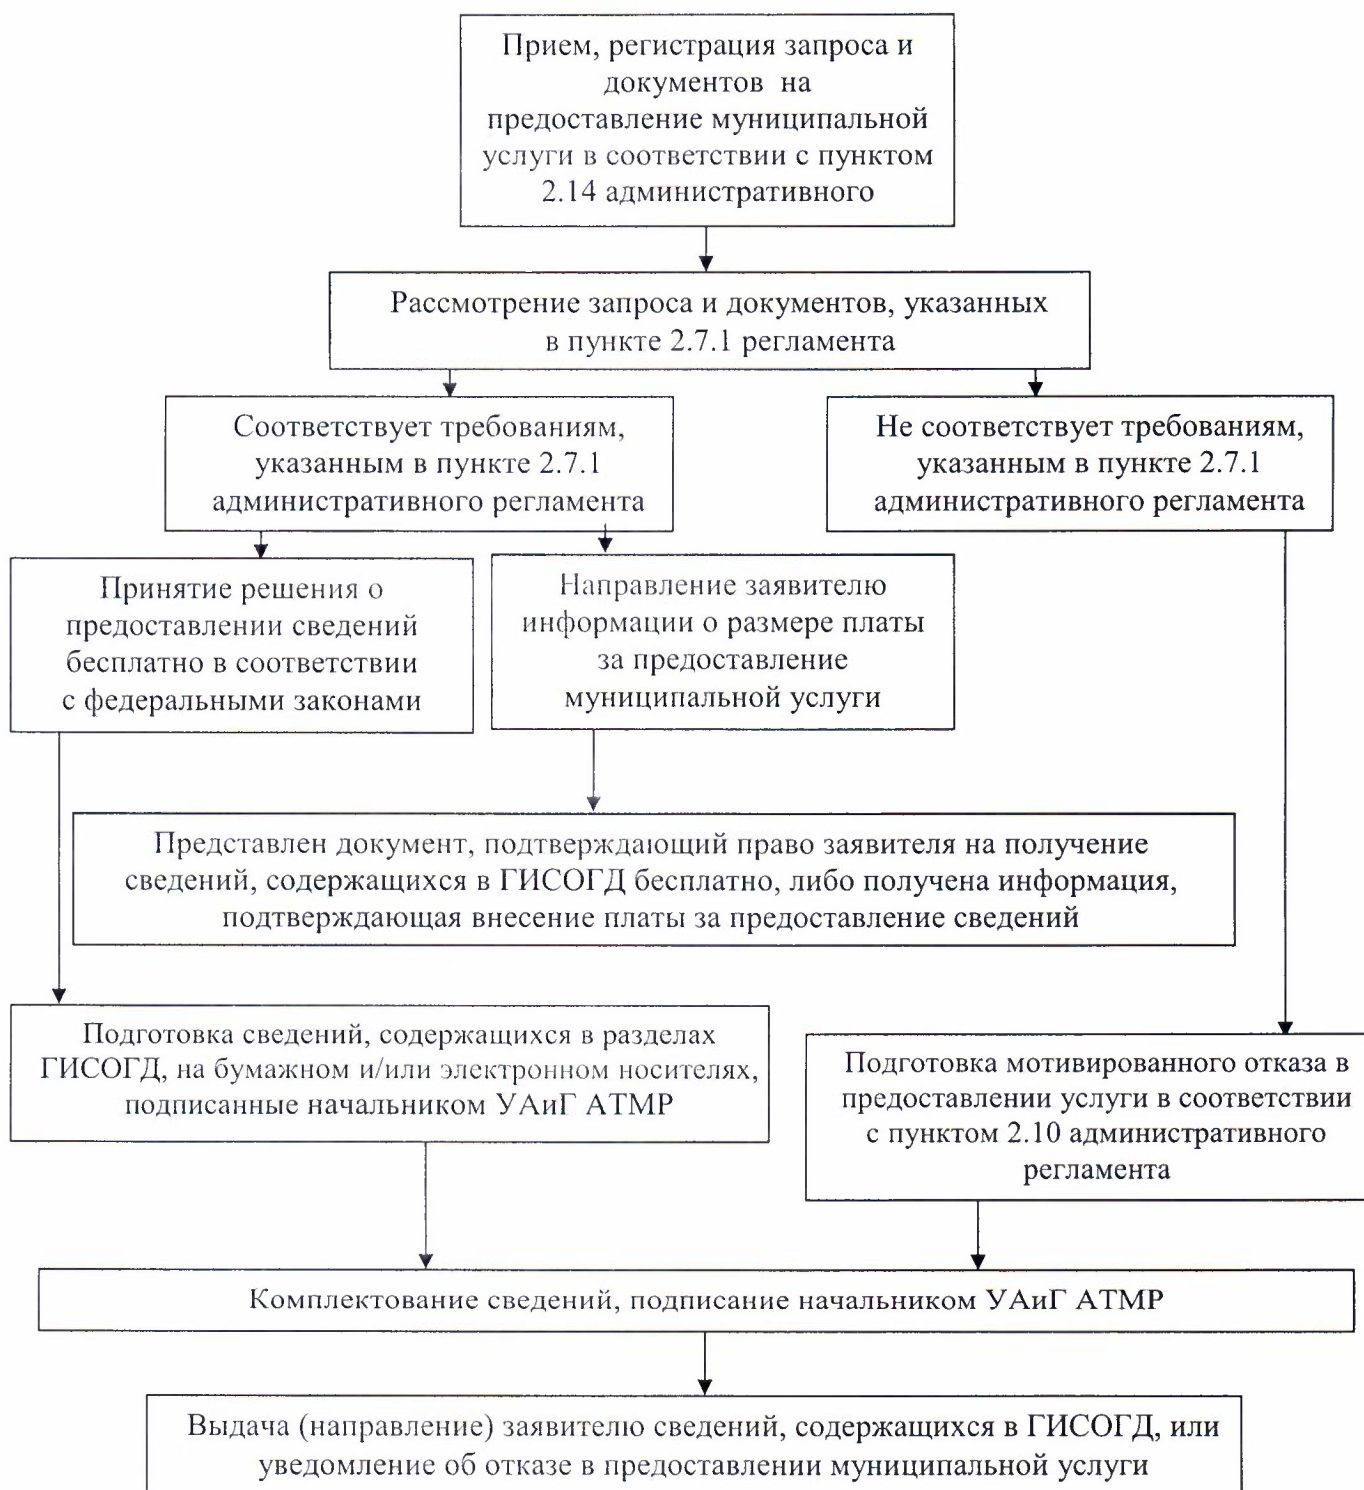 Прием, регистрация запроса и
документов на
предоставление муниципальной
услуги в соответствии с пунктом
2.14 административного
Рассмотрение запроса и документов, указанных
в пункте 2.7.1 регламента
Соответствует требованиям,
указанным в пункте 2.7.1
административного регламента
Не соответствует требованиям,
указанным в пункте 2.7.1
административного регламента
Принятие решения о
предоставлении сведений
бесплатно в соответствии
с федеральными законами
Направление заявителю
информации о размере платы
за предоставление
муниципальной услуги
Представлен документ, подтверждающий право заявителя на получение
сведений, содержащихся в ГИСОГД бесплатно, либо получена информация,
подтверждающая внесение платы за предоставление сведений
Подготовка сведений, содержащихся в разделах
ГИСОГД, на бумажном и/или электронном носителях,
подписанные начальником УАиГ АТМР
Подготовка мотивированного отказа в
предоставлении услуги в соответствии
с пунктом 2.10 административного
регламента
Комплектование сведений, подписание начальником УАиГ АТМР
Выдача (направление) заявителю сведений, содержащихся в ГИСОГД, или
уведомление об отказе в предоставлении муниципальной услуги